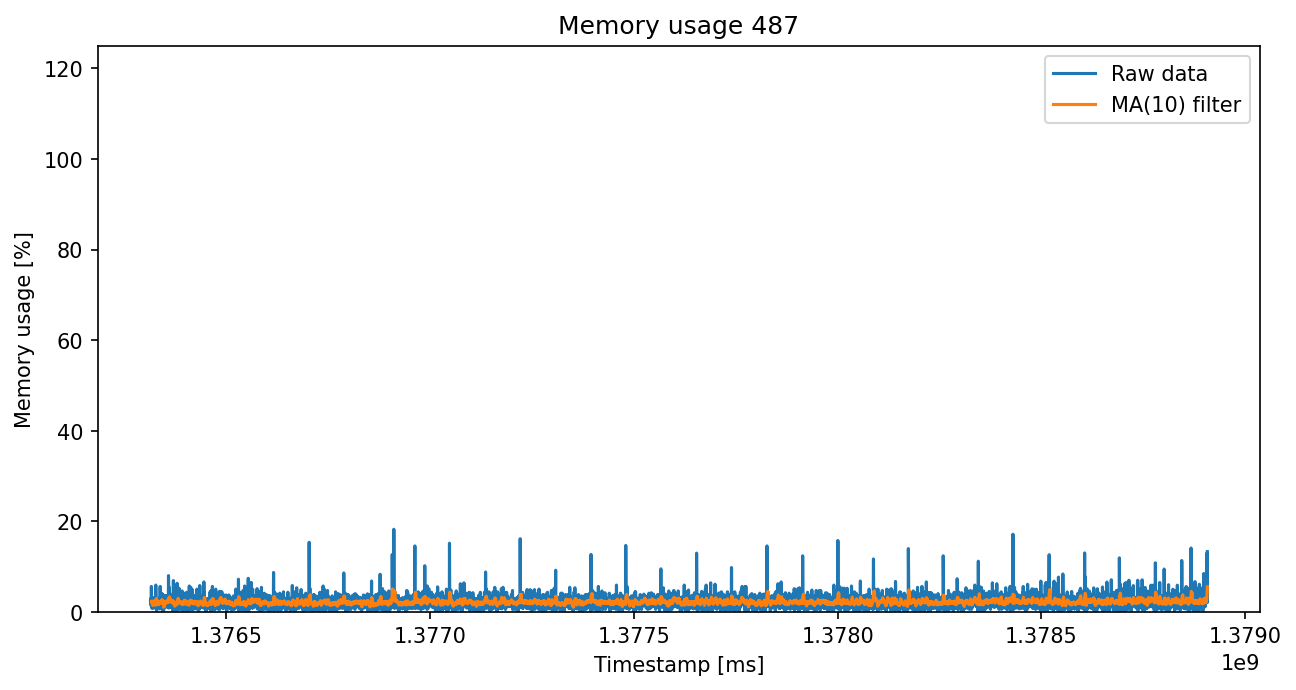 Memory usage 487
Raw data
MA(10) filter
Memory usage [%]
120
100
80
60
40
20
0
1.3765
1.3770
1.3775
1.3780
1.3785
1.3790
1e9
Timestamp [ms]